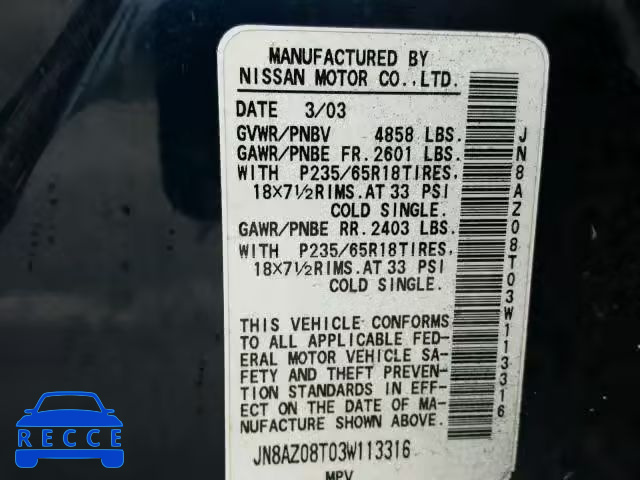 MANUFACTURED BY
NISSAN MOTOR CO.,LTD.
DATE 3/03
GVWR/PNBV 4858 LBS.
GAWR/PNBE FR. 2601 LBS.
WITH P235/65R18TIRES,
18×7½RIMS.AT 33 PSI
COLD SINGLE.
GAWR/PNBE RR. 2403 LBS.
WITH P235/65R18TIRES,
18×7½RIMS.AT 33 PSI
COLD SINGLE.
THIS VEHICLE CONFORMS
TO ALL APPLICABLE FED-
ERAL MOTOR VEHICLE SA-
FETY AND THEFT PREVEN-
TION STANDARDS IN EFF-
ECT ON THE DATE OF MA-
NUFACTURE SHOWN ABOVE.
JN8AZ08T03W113316
MPV
JN8AZ08T03W113316
RECCE